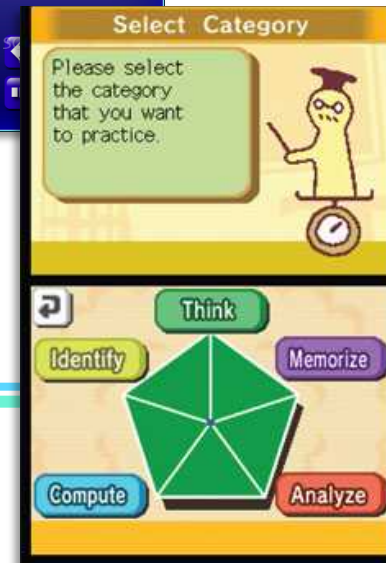 Select Category
Please select
the category
that you want
to practice.
Think
Identify
Memorize
Compute
Analyze